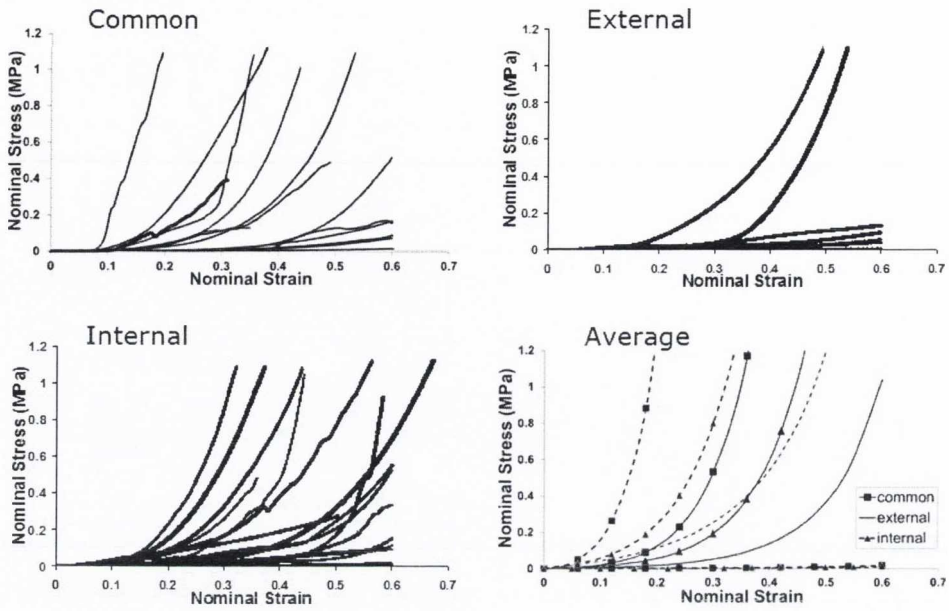 Common
Nominal Stress (MPa)
1.2
1
0.8
0.6
0.4
0.2
0
0 0.1 0.2 0.3 0.4 0.5 0.6 0.7
Nominal Strain
External
Nominal Stress (MPa)
1.2
1
0.8
0.6
0.4
0.2
0
0 0.1 0.2 0.3 0.4 0.5 0.6 0.7
Nominal Strain
Internal
Nominal Stress (MPa)
1.2
1
0.8
0.6
0.4
0.2
0
0 0.1 0.2 0.3 0.4 0.5 0.6 0.7
Nominal Strain
Average
Nominal Stress (MPa)
1.2
1
0.8
0.6
0.4
0.2
0
0 0.1 0.2 0.3 0.4 0.5 0.6 0.7
Nominal Strain
common
external
internal